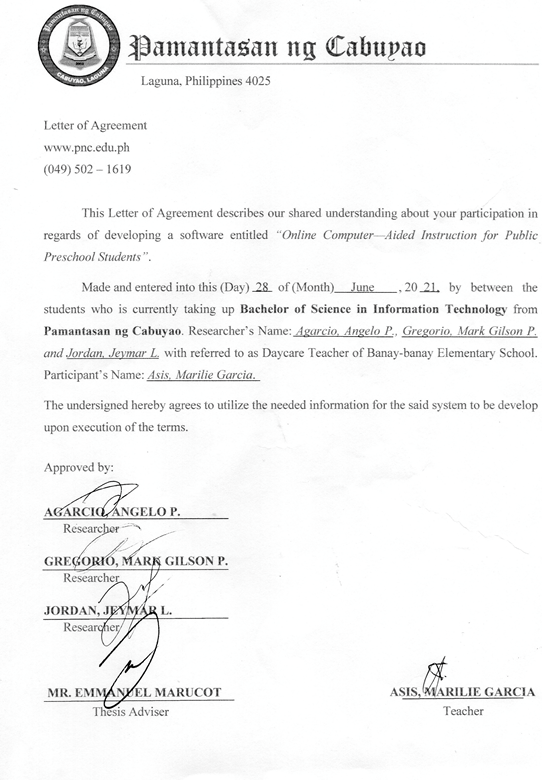 Pamantasan ng Cabuyao
CABUYAO, LAGUNA
Pamantasan ng Cabuyao
Laguna, Philippines 4025
Letter of Agreement
www.pnc.edu.ph
(049) 502 – 1619
This Letter of Agreement describes our shared understanding about your participation in
regards of developing a software entitled “Online Computer—Aided Instruction for Public
Preschool Students”.
Made and entered into this (Day) 28 of (Month) June , 20 21, by between the
students who is currently taking up Bachelor of Science in Information Technology from
Pamantasan ng Cabuyao. Researcher’s Name: Agarcio, Angelo P., Gregorio, Mark Gilson P.
and Jordan, Jeymar L. with referred to as Daycare Teacher of Banay-banay Elementary School.
Participant’s Name: Asis, Marilie Garcia.
The undersigned hereby agrees to utilize the needed information for the said system to be develop
upon execution of the terms.
Approved by:
AGARCIO, ANGELO P.
Researcher
GREGORIO, MARK GILSON P.
Researcher
JORDAN, JEYMAR L.
Researcher
MR. EMMANUEL MARUCOT
Thesis Adviser
ASIS, MARILIE GARCIA
Teacher